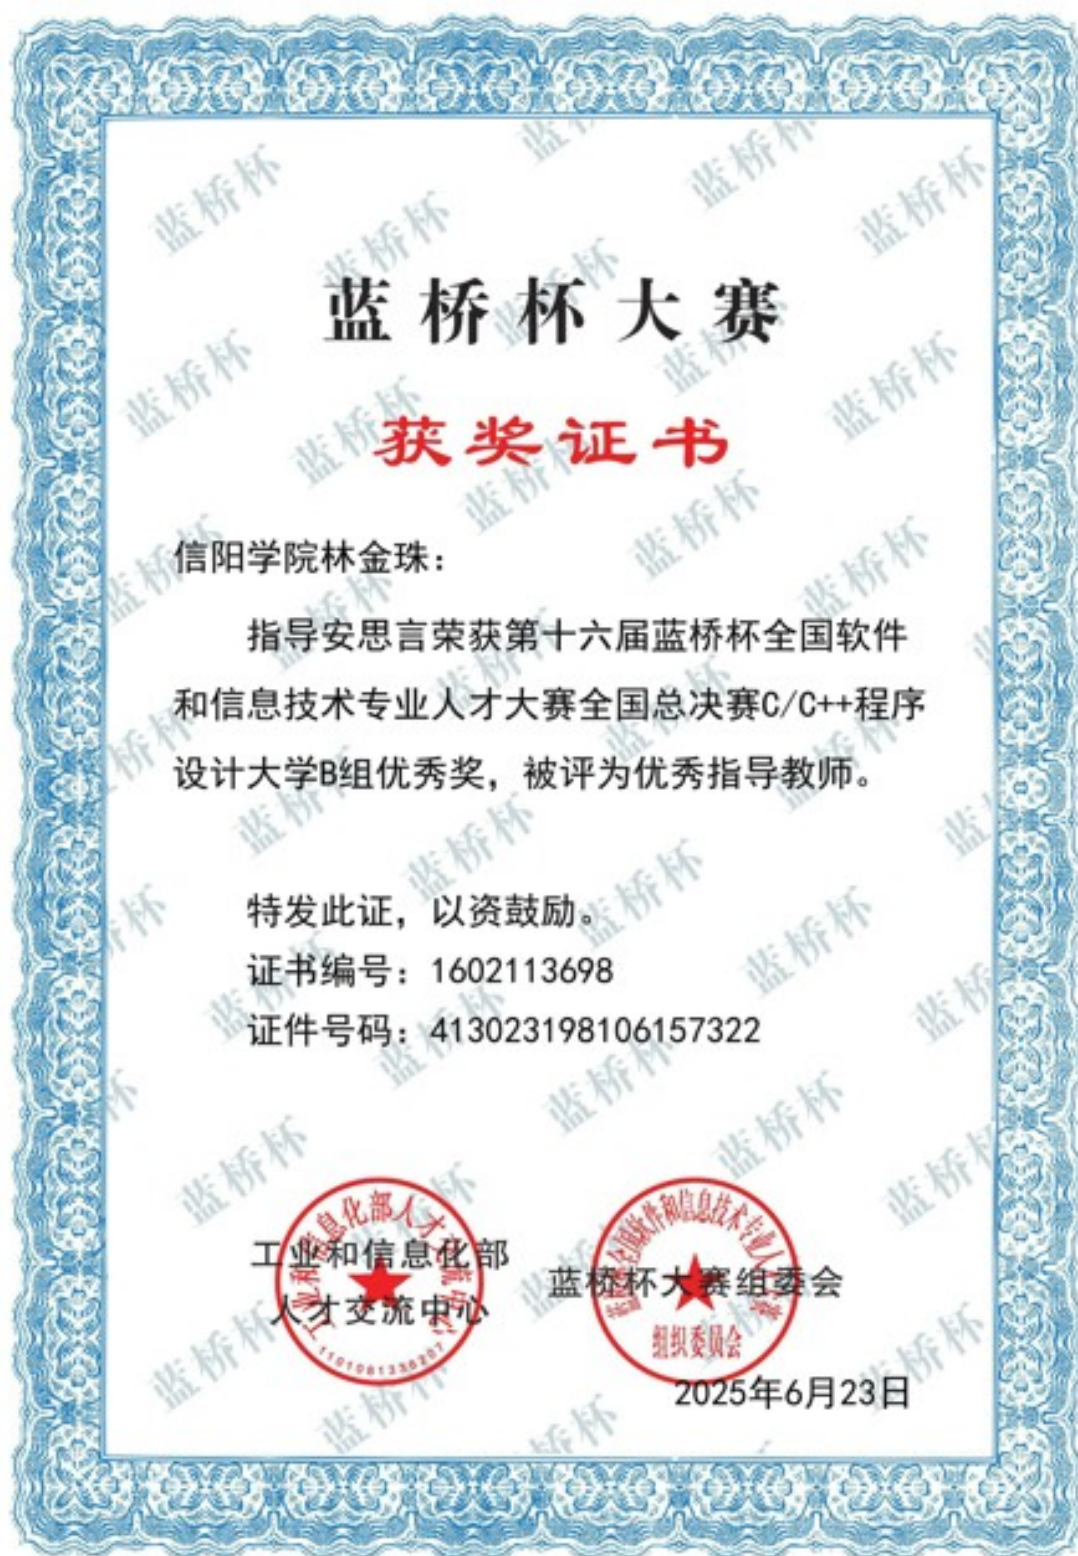 蓝桥杯大赛
获奖证书
信阳学院林金珠：
指导安思言荣获第十六届蓝桥杯全国软件
和信息技术专业人才大赛全国总决赛C/C++程序
设计大学B组优秀奖，被评为优秀指导教师。
特发此证，以资鼓励。
证书编号：1602113698
证件号码：413023198106157322
工业和信息化部
人才交流中心
蓝桥杯大赛组委会
组织委员会
2025年6月23日